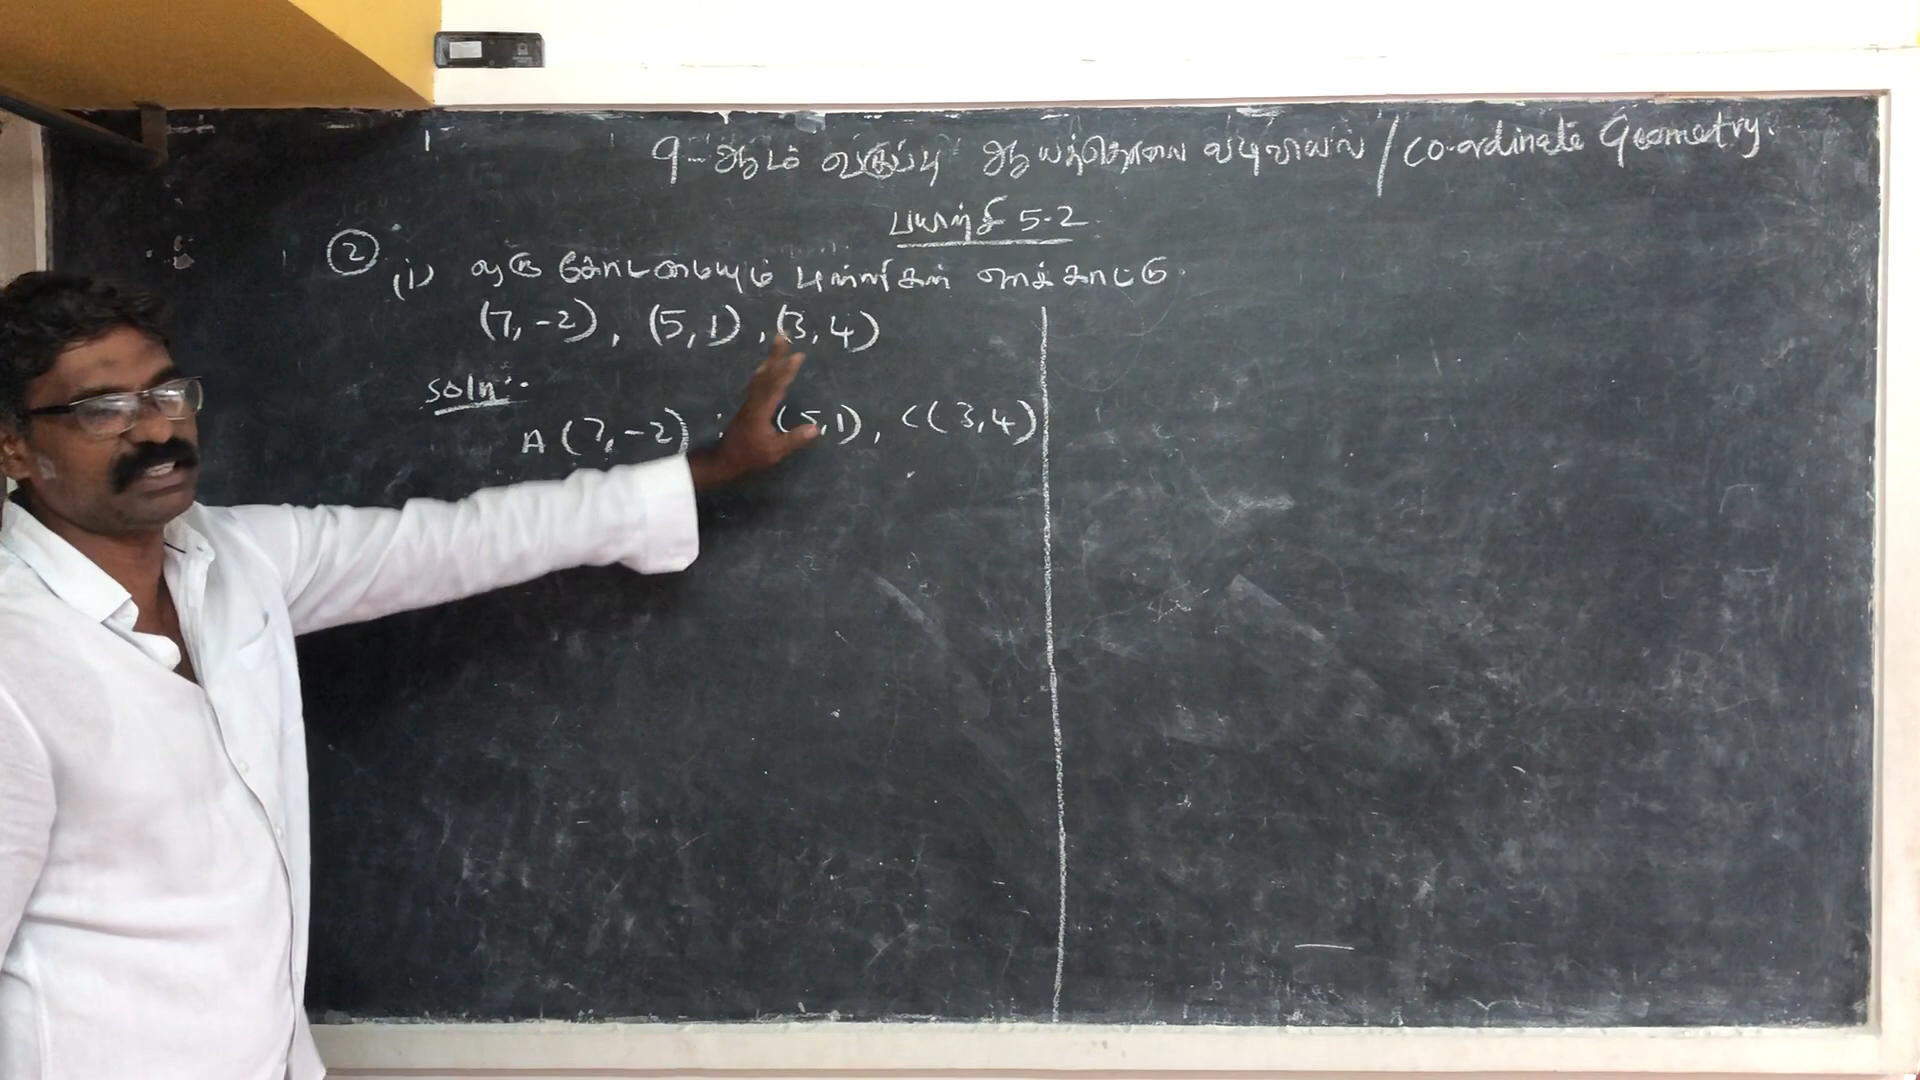 9-ஆம் வகுப்பு ஆயத்தொலை வடிவியல் / Co-ordinate Geometry.
பயிற்சி 5-2
② (i) ஒரு கோடமையும் புள்ளிகள் எனக்காட்டு.
(7, -2), (5, 1), (3, 4)
Soln:-
A (7, -2), (5, 1), C (3, 4)